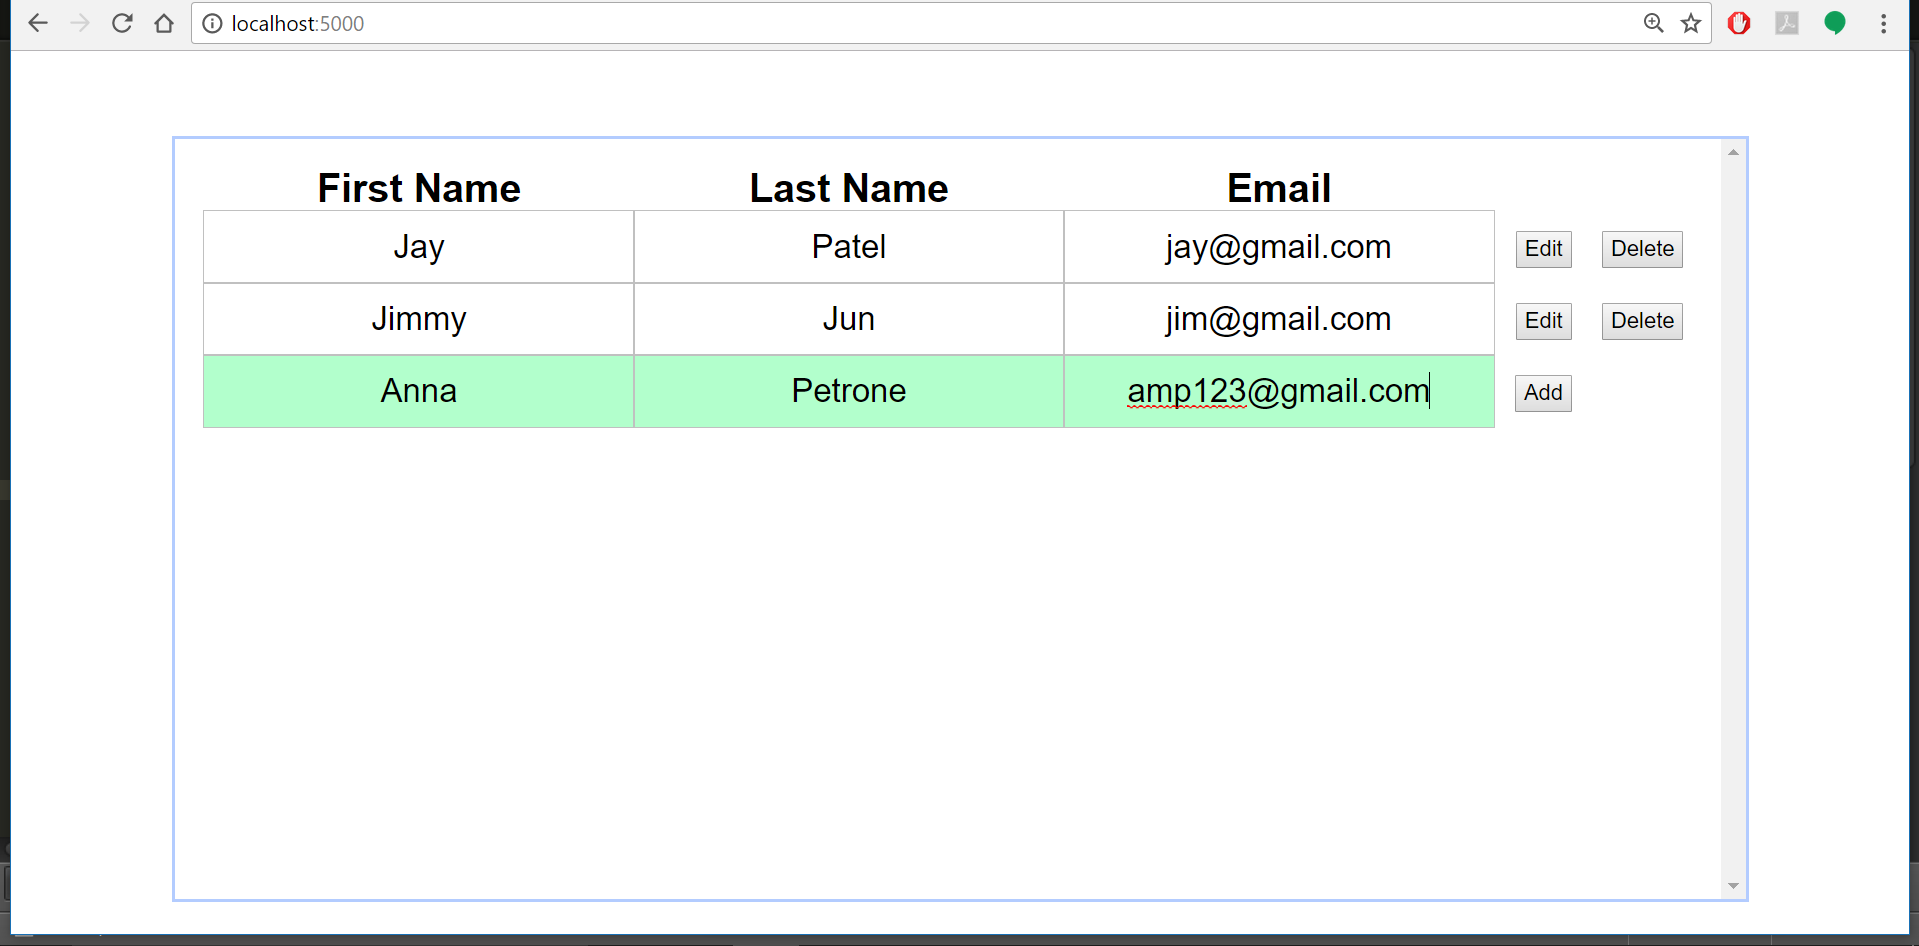 localhost:5000
First Name Last Name Email
Jay Patel jay@gmail.com Edit Delete
Jimmy Jun jim@gmail.com Edit Delete
Anna Petrone amp123@gmail.com Add